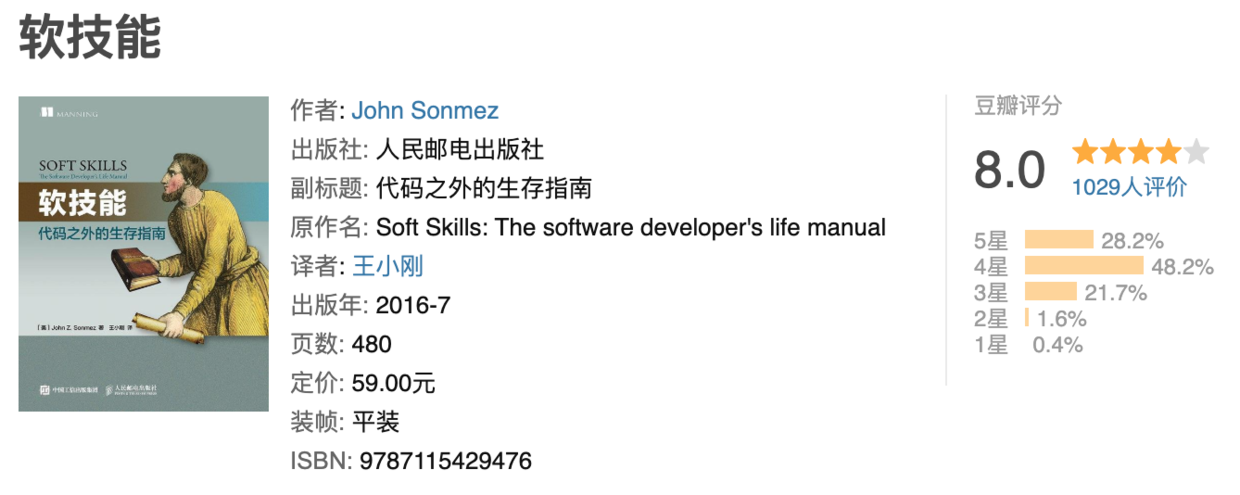 软技能
MANNING
SOFT SKILLS
The Software Developer's Life Manual
软技能
代码之外的生存指南
[美] John Z. Sonmez 著 王小刚 译
中国工信出版集团 人民邮电出版社
作者: John Sonmez
出版社: 人民邮电出版社
副标题: 代码之外的生存指南
原作名: Soft Skills: The software developer's life manual
译者: 王小刚
出版年: 2016-7
页数: 480
定价: 59.00元
装帧: 平装
ISBN: 9787115429476
豆瓣评分
8.0
1029人评价
5星 28.2%
4星 48.2%
3星 21.7%
2星 1.6%
1星 0.4%